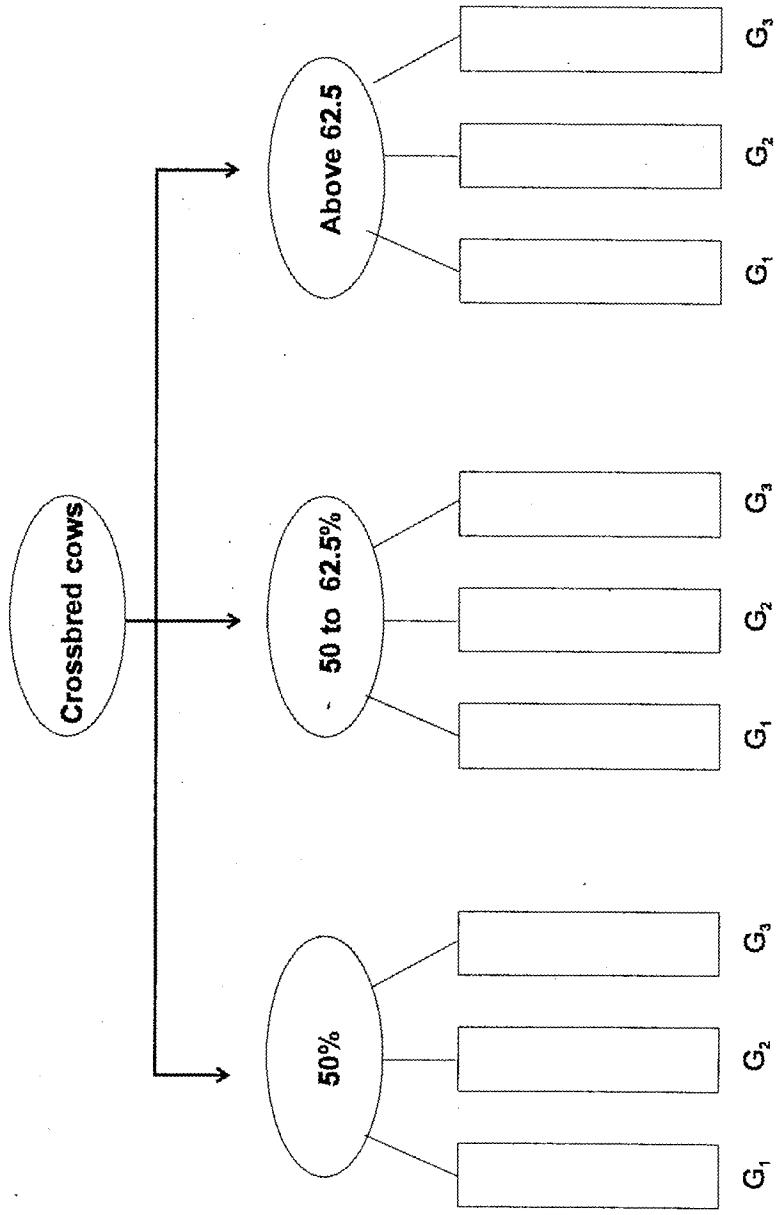 Crossbred cows
50%
- 50 to 62.5%
Above 62.5
G₁ G₂ G₃
G₁ G₂ G₃
G₁ G₂ G₃